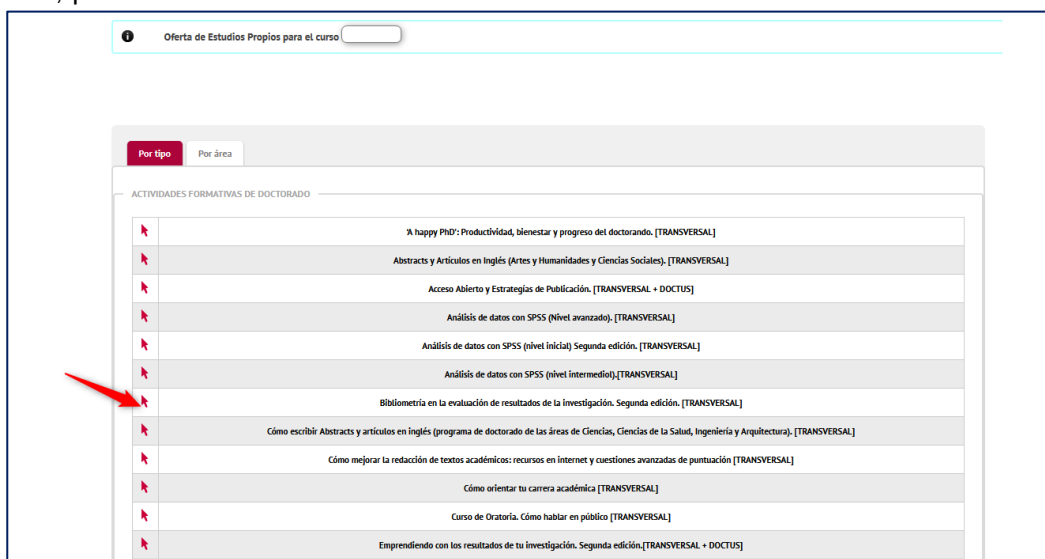 Oferta de Estudios Propios para el curso
Por tipo
Por área
ACTIVIDADES FORMATIVAS DE DOCTORADO
'A happy PhD': Productividad, bienestar y progreso del doctorando. [TRANSVERSAL]
Abstracts y Artículos en Inglés (Artes y Humanidades y Ciencias Sociales). [TRANSVERSAL]
Acceso Abierto y Estrategías de Publicación. [TRANSVERSAL + DOCTUS]
Análisis de datos con SPSS (Nivel avanzado). [TRANSVERSAL]
Análisis de datos con SPSS (nivel inicial) Segunda edición. [TRANSVERSAL]
Análisis de datos con SPSS (nivel intermediol).[TRANSVERSAL]
Bibliometría en la evaluación de resultados de la investigación. Segunda edición. [TRANSVERSAL]
Cómo escribir Abstracts y artículos en inglés (programa de doctorado de las áreas de Ciencias, Ciencias de la Salud, Ingeniería y Arquitectura). [TRANSVERSAL]
Cómo mejorar la redacción de textos académicos: recursos en internet y cuestiones avanzadas de puntuación [TRANSVERSAL]
Cómo orientar tu carrera académica [TRANSVERSAL]
Curso de Oratoria. Cómo hablar en público [TRANSVERSAL]
Emprendiendo con los resultados de tu investigación. Segunda edición.[TRANSVERSAL + DOCTUS]